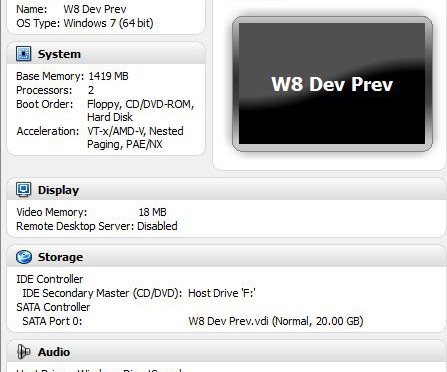 Name: W8 Dev Prev
OS Type: Windows 7 (64 bit)
System
Base Memory: 1419 MB
Processors: 2
Boot Order: Floppy, CD/DVD-ROM,
Hard Disk
Acceleration: VT-x/AMD-V, Nested
Paging, PAE/NX
W8 Dev Prev
Display
Video Memory: 18 MB
Remote Desktop Server: Disabled
Storage
IDE Controller
IDE Secondary Master (CD/DVD): Host Drive 'F:'
SATA Controller
SATA Port 0: W8 Dev Prev.vdi (Normal, 20.00 GB)
Audio